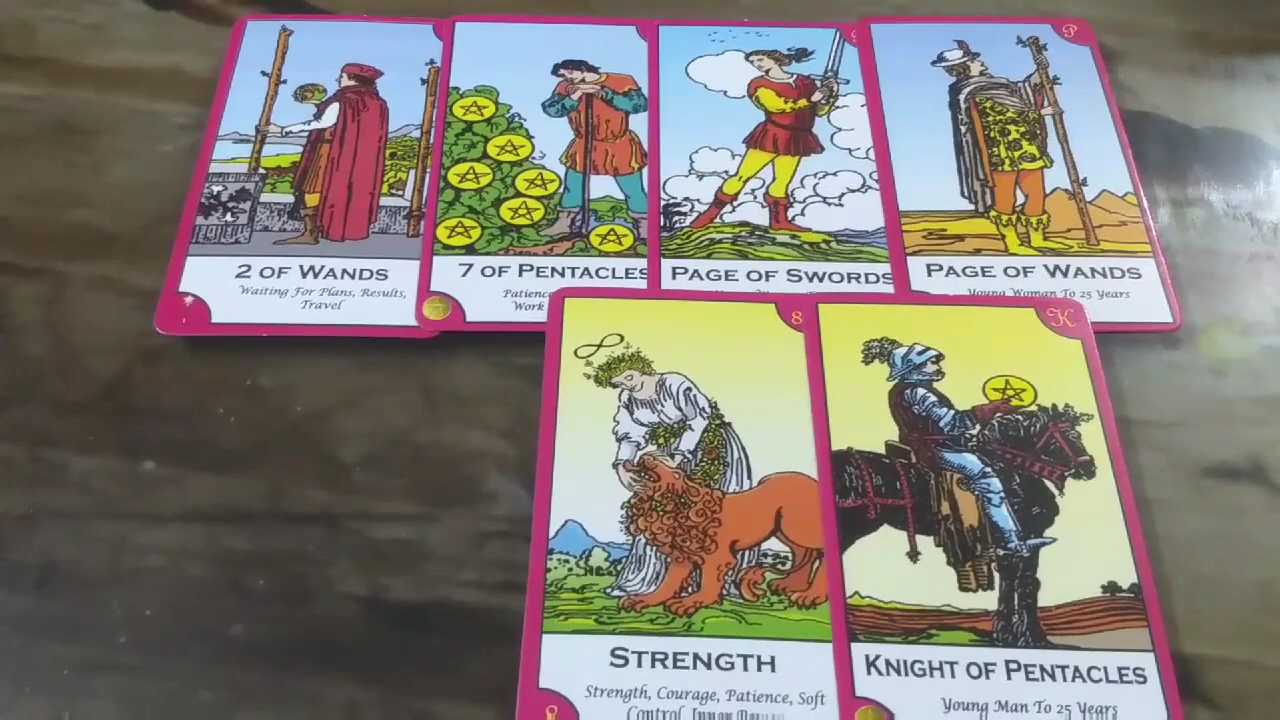 2 OF WANDS
Waiting For Plans, Results,
Travel
7 OF PENTACLES
Patience
Work
PAGE OF SWORDS
P
PAGE OF WANDS
Young Woman To 25 Years
8
STRENGTH
Strength, Courage, Patience, Soft
Control, Inner Power
K
KNIGHT OF PENTACLES
Young Man To 25 Years